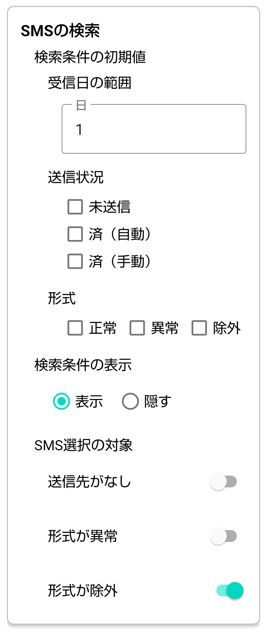 SMSの検索
検索条件の初期値
受信日の範囲
日
1
送信状況
未送信
済（自動）
済（手動）
形式
正常 異常 除外
検索条件の表示
表示 隠す
SMS選択の対象
送信先がなし
形式が異常
形式が除外